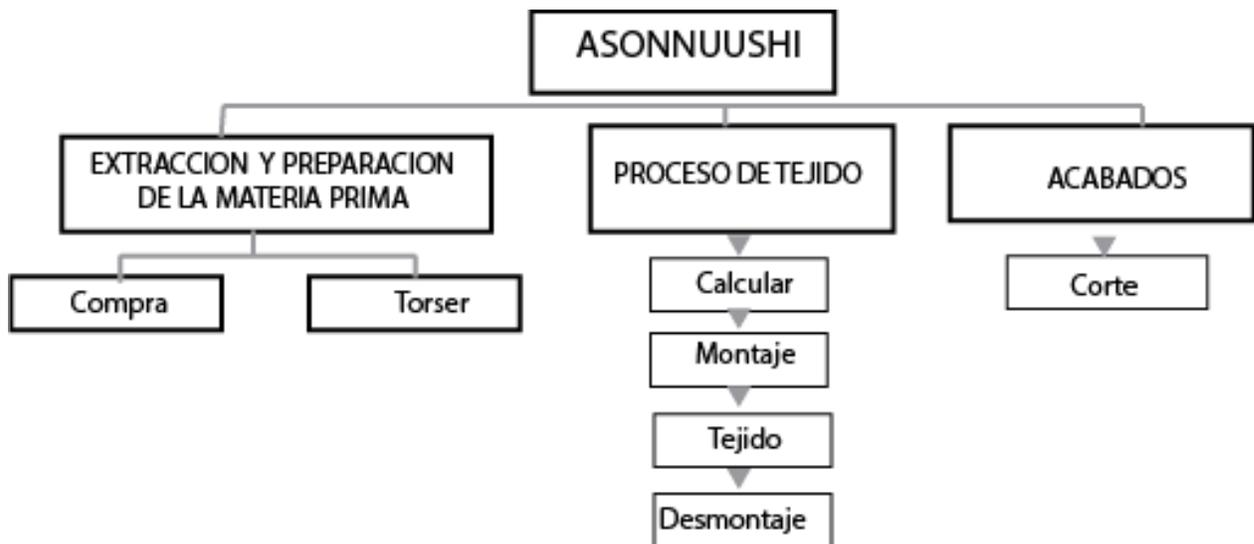 ASONNUUSHI
EXTRACCION Y PREPARACION
DE LA MATERIA PRIMA
Compra
Torser
PROCESO DE TEJIDO
Calcular
Montaje
Tejido
Desmontaje
ACABADOS
Corte